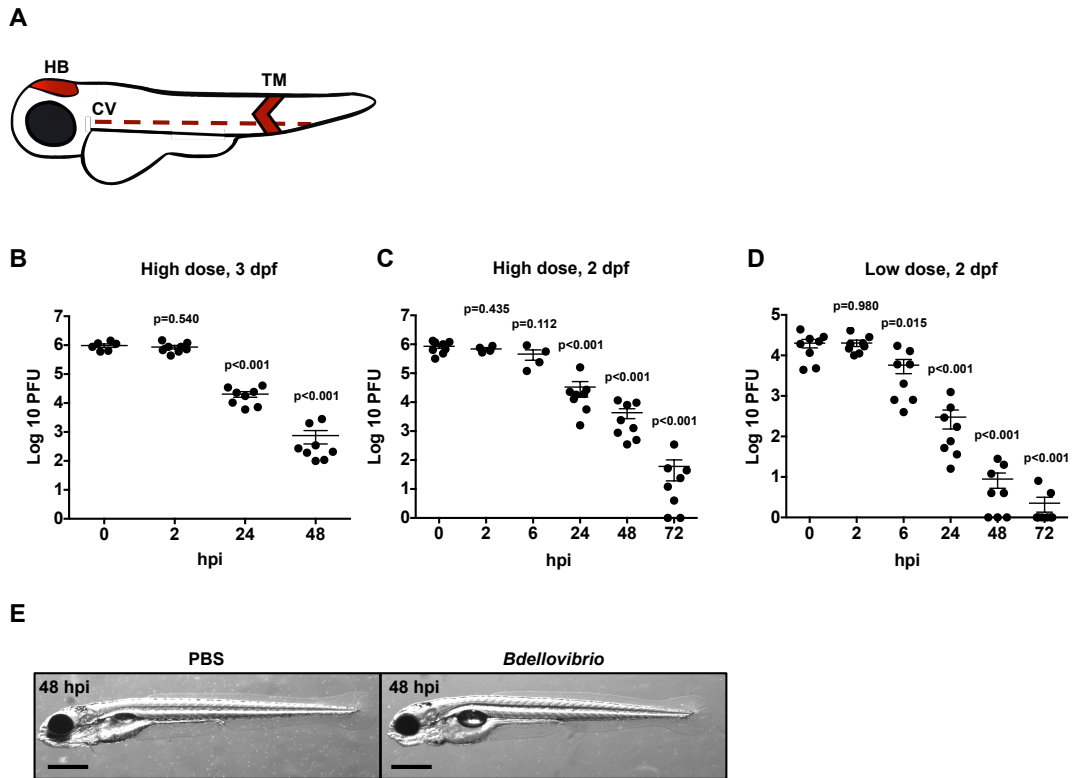 A
HB
TM
CV
B
High dose, 3 dpf
Log 10 PFU
7
6
5
4
3
2
1
0
p=0.540
p<0.001
p<0.001
0 2 24 48
hpi
C
High dose, 2 dpf
Log 10 PFU
7
6
5
4
3
2
1
0
p=0.435
p=0.112
p<0.001
p<0.001
p<0.001
0 2 6 24 48 72
hpi
D
Low dose, 2 dpf
Log 10 PFU
5
4
3
2
1
0
p=0.980
p=0.015
p<0.001
p<0.001
p<0.001
0 2 6 24 48 72
hpi
E
PBS
Bdellovibrio
48 hpi
48 hpi